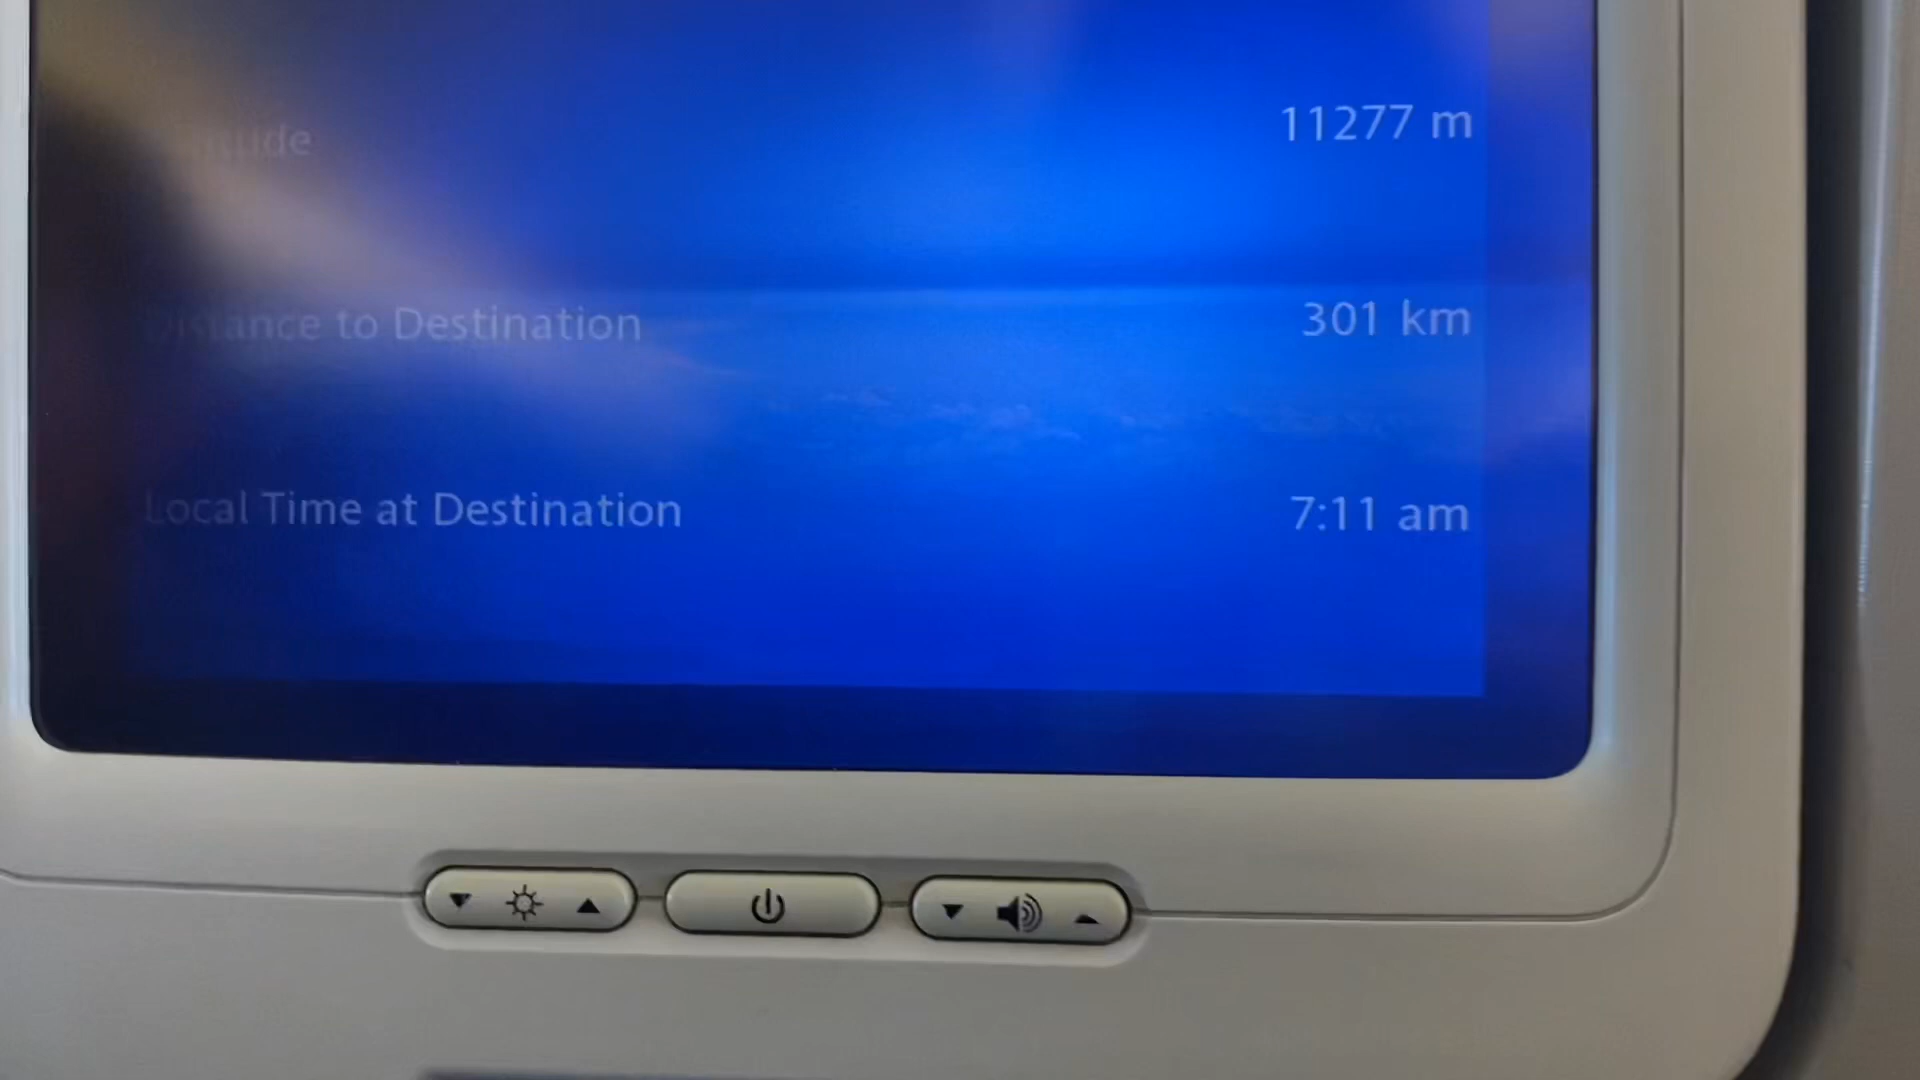 11277 m
Distance to Destination 301 km
Local Time at Destination 7:11 am